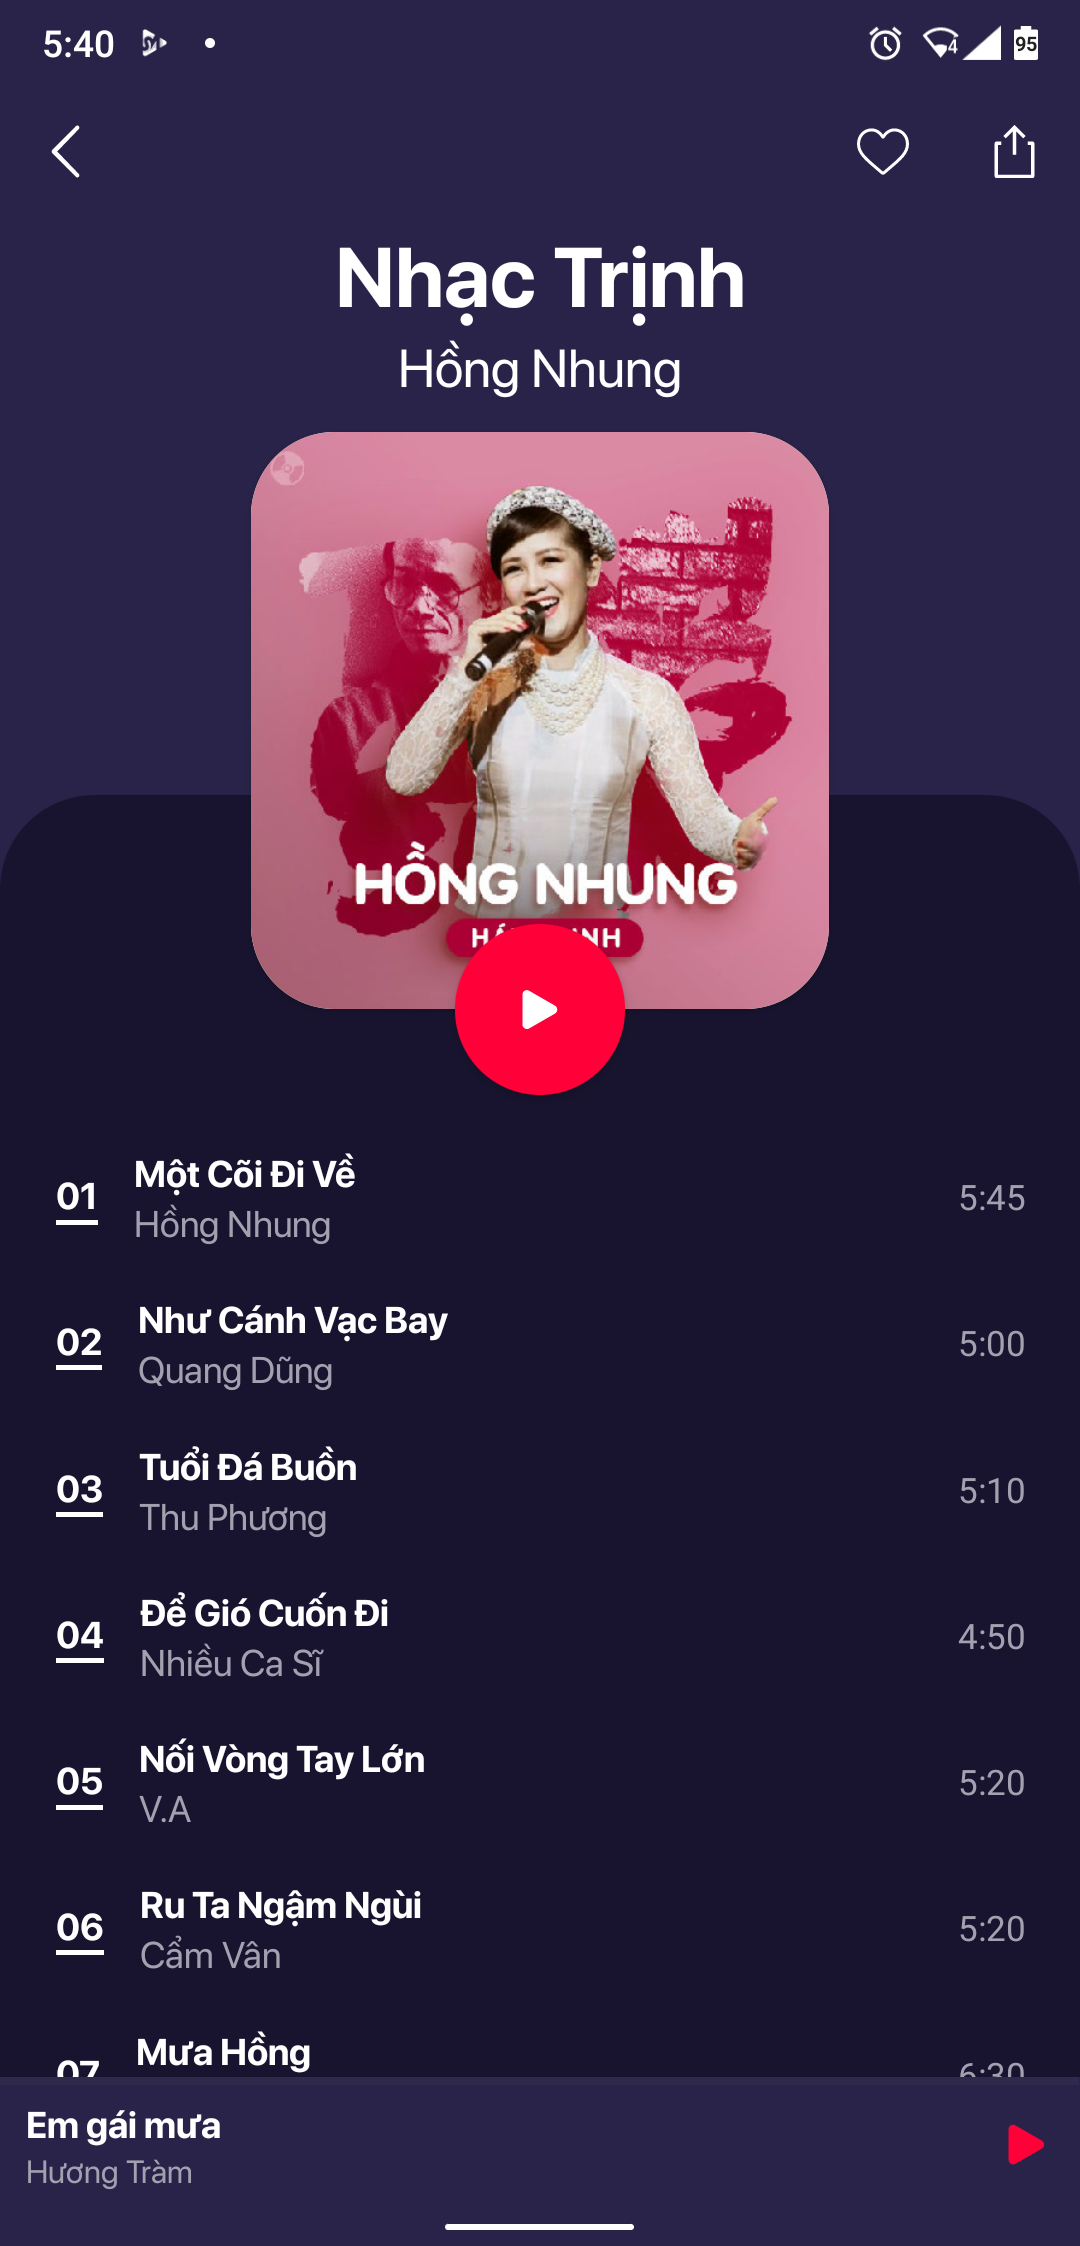 5:40
4
95
Nhạc Trịnh
Hồng Nhung
HỒNG NHUNG
01
Một Cõi Đi Về
Hồng Nhung
5:45
02
Như Cánh Vạc Bay
Quang Dũng
5:00
03
Tuổi Đá Buồn
Thu Phương
5:10
04
Để Gió Cuốn Đi
Nhiều Ca Sĩ
4:50
05
Nối Vòng Tay Lớn
V.A
5:20
06
Ru Ta Ngậm Ngùi
Cẩm Vân
5:20
07
Mưa Hồng
6:30
Em gái mưa
Hương Tràm